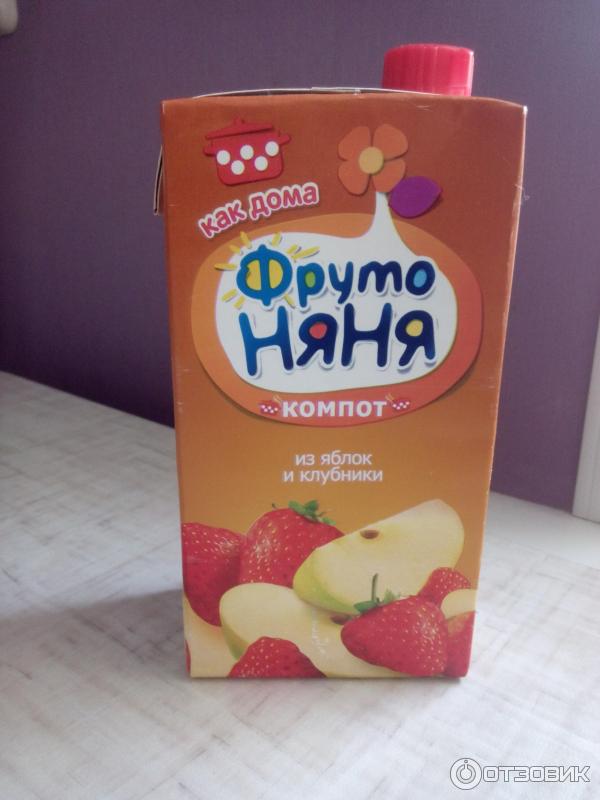 как дома
Фруто
НЯНЯ
КОМПОТ
из яблок
и клубники
ОТЗОВИК